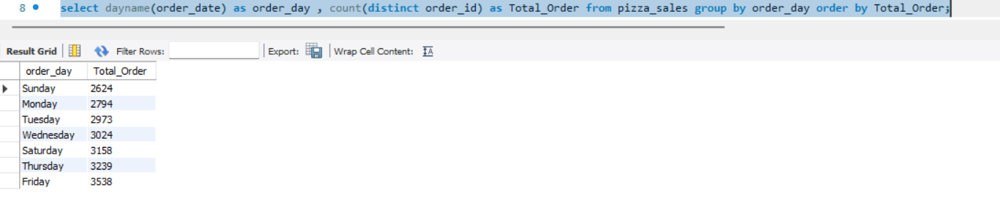 8 select dayname(order_date) as order_day , count(distinct order_id) as Total_Order from pizza_sales group by order_day order by Total_Order;
Result Grid Filter Rows: Export: Wrap Cell Content:
order_day Total_Order
Sunday 2624
Monday 2794
Tuesday 2973
Wednesday 3024
Saturday 3158
Thursday 3239
Friday 3538